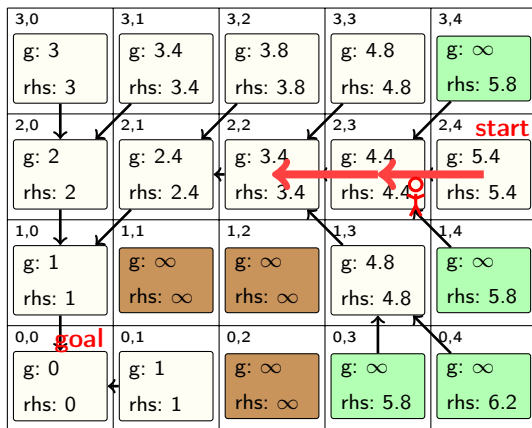 3,0 3,1 3,2 3,3 3,4
g: 3 g: 3.4 g: 3.8 g: 4.8 g: ∞
rhs: 3 rhs: 3.4 rhs: 3.8 rhs: 4.8 rhs: 5.8
2,0 2,1 2,2 2,3 2,4
start
g: 2 g: 2.4 g: 3.4 g: 4.4 g: 5.4
rhs: 2 rhs: 2.4 rhs: 3.4 rhs: 4.4 rhs: 5.4
1,0 1,1 1,2 1,3 1,4
g: 1 g: ∞ g: ∞ g: 4.8 g: ∞
rhs: 1 rhs: ∞ rhs: ∞ rhs: 4.8 rhs: 5.8
0,0 0,1 0,2 0,3 0,4
goal
g: 0 g: 1 g: ∞ g: ∞ g: ∞
rhs: 0 rhs: 1 rhs: ∞ rhs: 5.8 rhs: 6.2